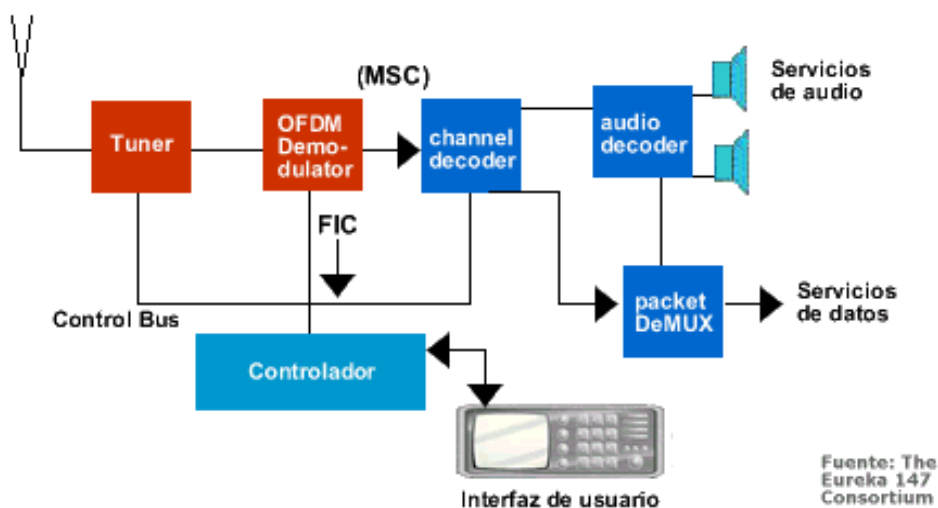 (MSC)
Servicios
de audio
Tuner
OFDM
Demo-
dulator
channel
decoder
audio
decoder
FIC
Control Bus
packet
DeMUX
Servicios
de datos
Controlador
Interfaz de usuario
Fuente: The
Eureka 147
Consortium